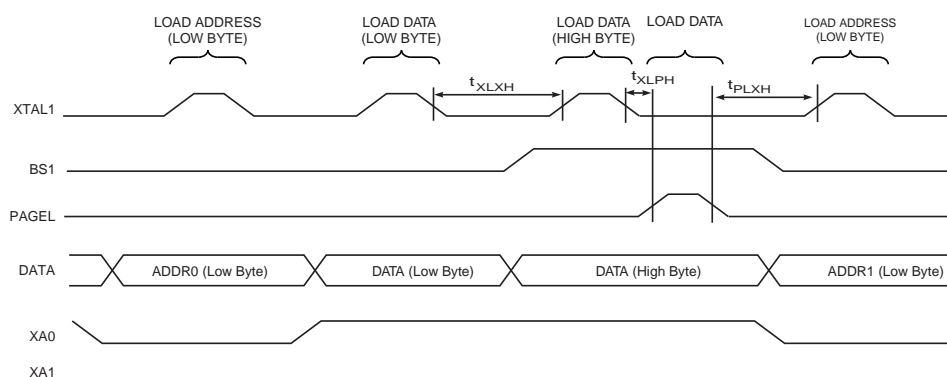 LOAD ADDRESS
(LOW BYTE)
LOAD DATA
(LOW BYTE)
LOAD DATA
(HIGH BYTE)
LOAD DATA
LOAD ADDRESS
(LOW BYTE)
tXLXH
tXLPH
tPLXH
XTAL1
BS1
PAGEL
DATA
ADDR0 (Low Byte)
DATA (Low Byte)
DATA (High Byte)
ADDR1 (Low Byte)
XA0
XA1